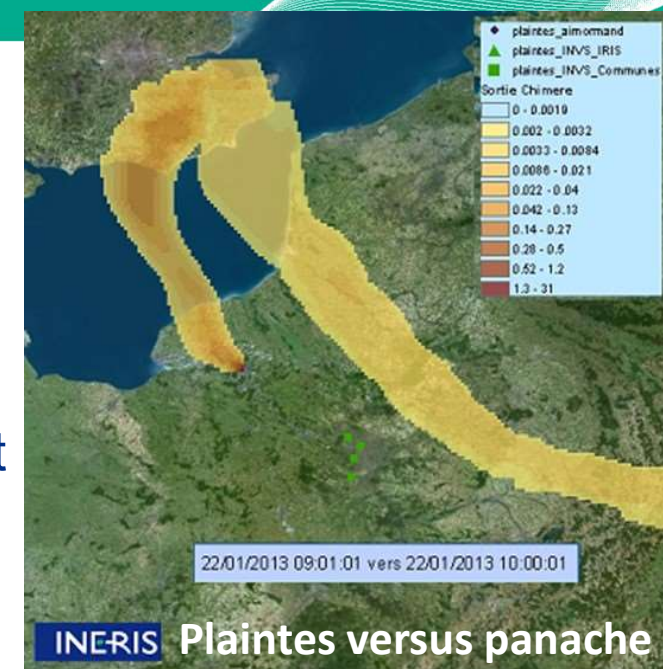 plaintes_airnormand
plaintes_INVS_IRIS
plaintes_INVS_Communes
Sortie Chimere
0 - 0.0019
0.002 - 0.0032
0.0033 - 0.0084
0.0086 - 0.021
0.022 - 0.04
0.042 - 0.13
0.14 - 0.27
0.28 - 0.5
0.52 - 1.2
1.3 - 31
t
22/01/2013 09:01:01 vers 22/01/2013 10:00:01
INERIS Plaintes versus panache